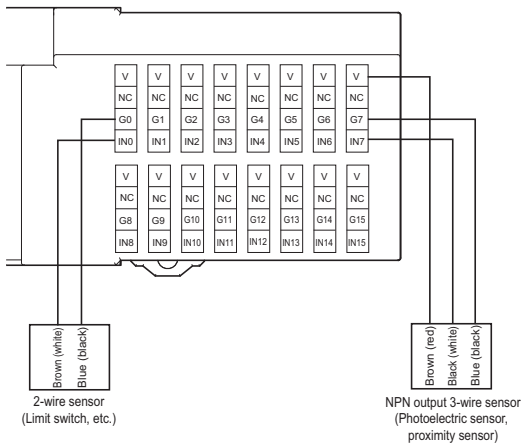 V V V V V V V V
NC NC NC NC NC NC NC NC
G0 G1 G2 G3 G4 G5 G6 G7
IN0 IN1 IN2 IN3 IN4 IN5 IN6 IN7
V V V V V V V V
NC NC NC NC NC NC NC NC
G8 G9 G10 G11 G12 G13 G14 G15
IN8 IN9 IN10 IN11 IN12 IN13 IN14 IN15
Brown (white)
Blue (black)
2-wire sensor
(Limit switch, etc.)
Brown (red)
Black (white)
Blue (black)
NPN output 3-wire sensor
(Photoelectric sensor,
proximity sensor)